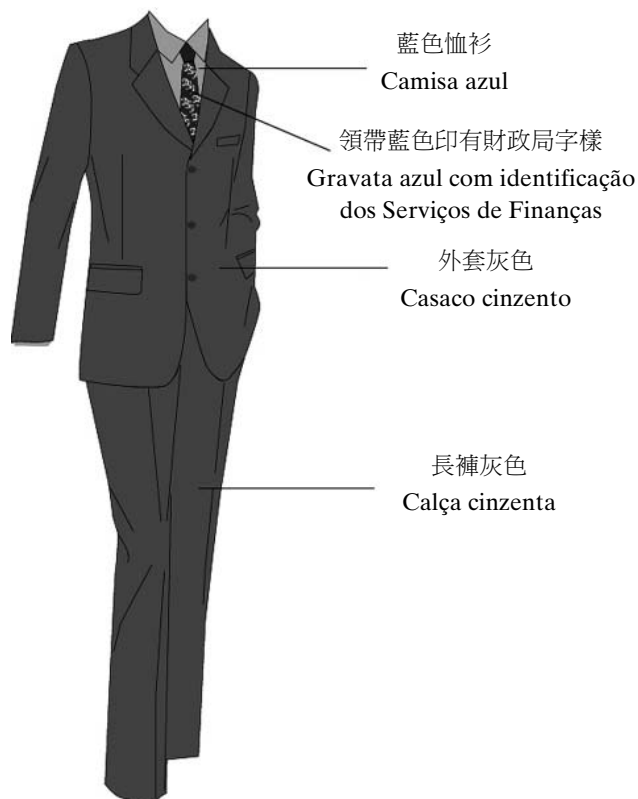 藍色恤衫
Camisa azul
領帶藍色印有財政局字樣
Gravata azul com identificação
dos Serviços de Finanças
外套灰色
Casaco cinzento
長褲灰色
Calça cinzenta